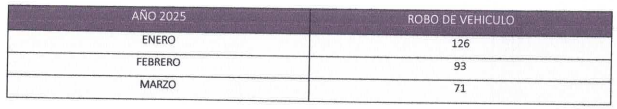 AÑO 2025 ROBO DE VEHICULO
ENERO 126
FEBRERO 93
MARZO 71